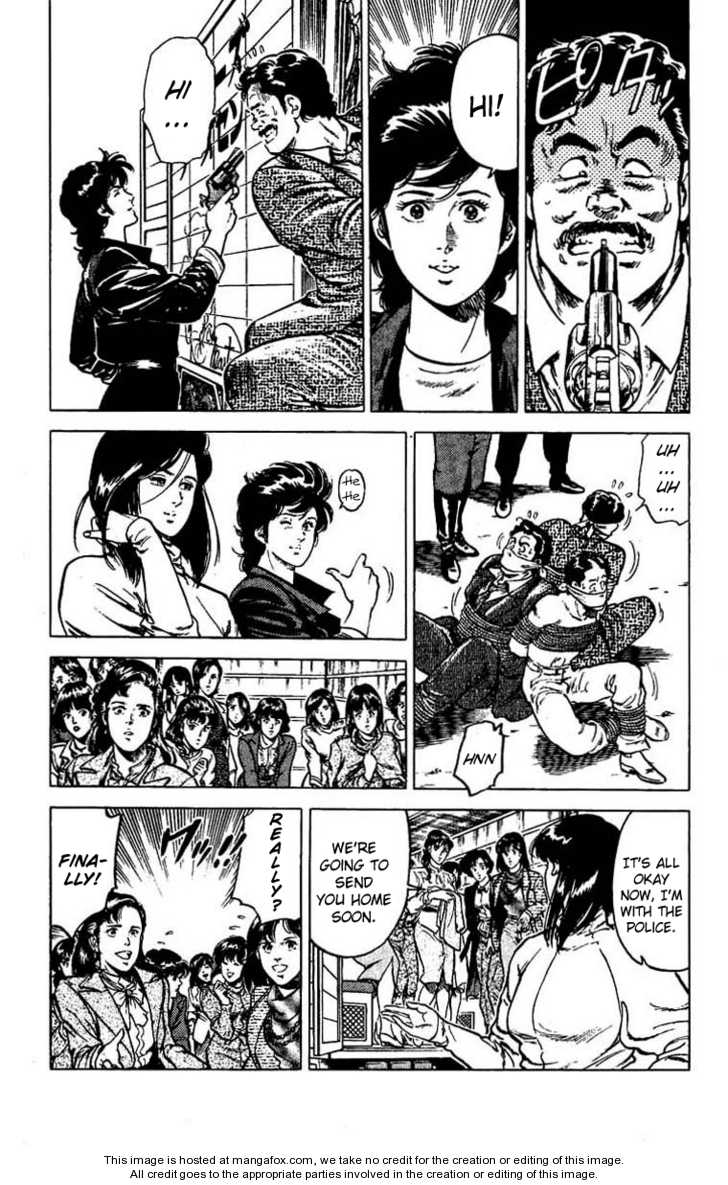 HI!
HI
...
UH
...
UH
...
HNN
He
He
IT'S ALL
OKAY
NOW, I'M
WITH THE
POLICE.
WE'RE
GOING TO
SEND
YOU HOME
SOON.
REALLY?
ワッ!!
FINA-
LLY!
This image is hosted at mangafox.com, we take no credit for the creation or editing of this image.
All credit goes to the appropriate parties involved in the creation or editing of this image.